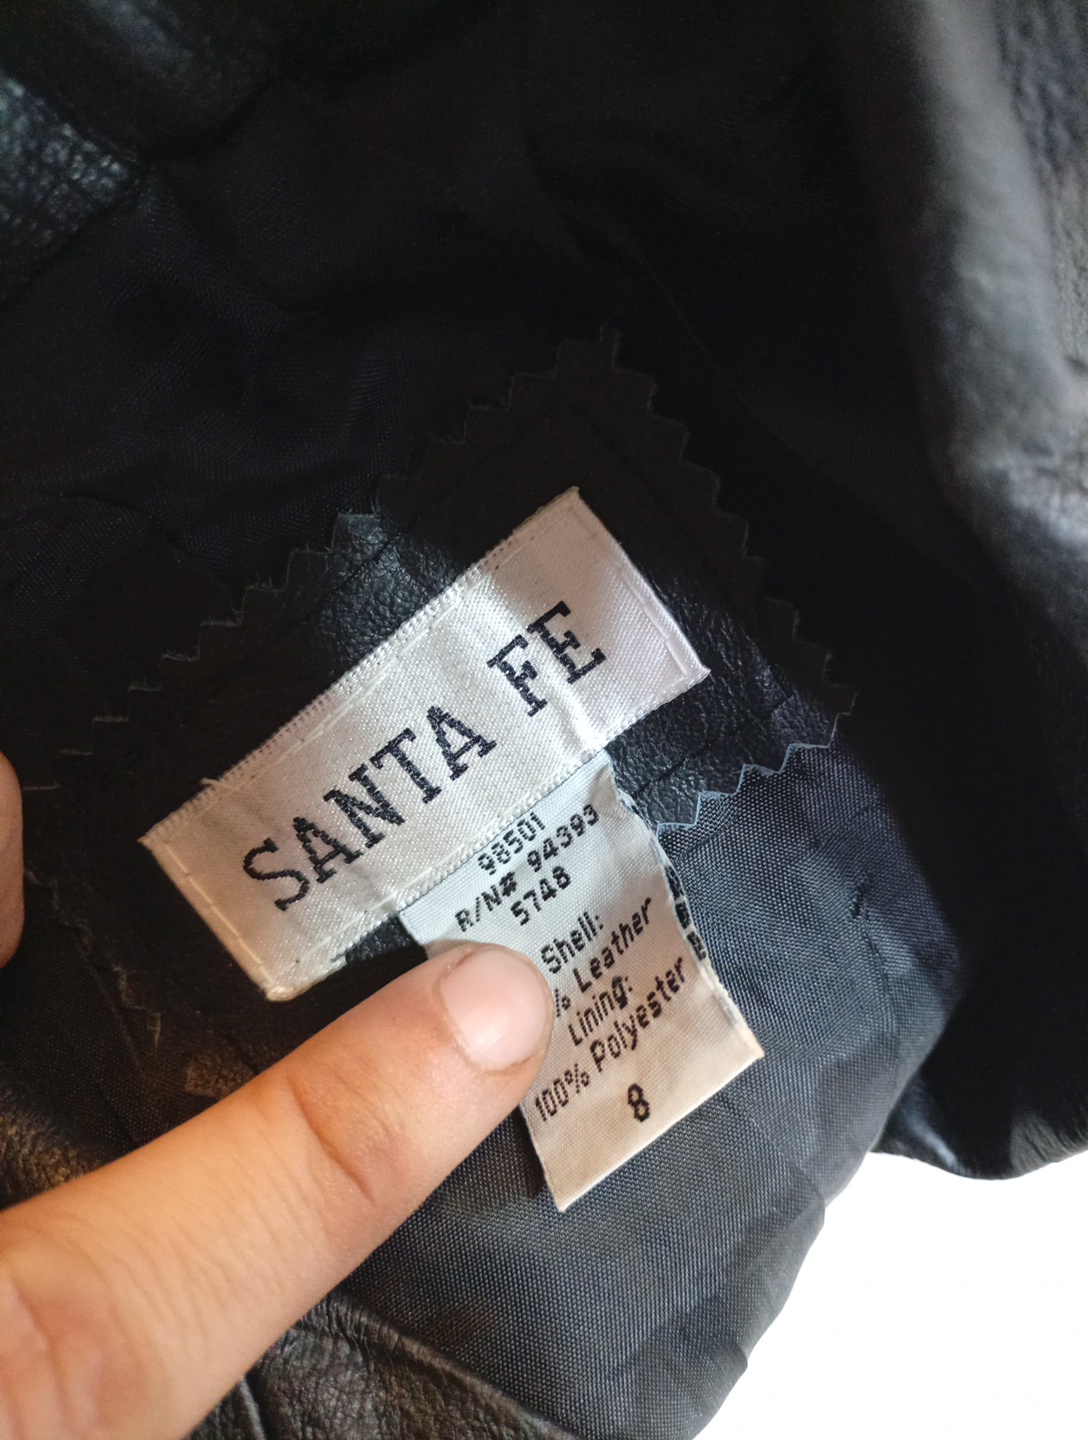 SANTA FE
98501
R/N# 94393
5748
Shell:
% Leather
Lining:
100% Polyester
8